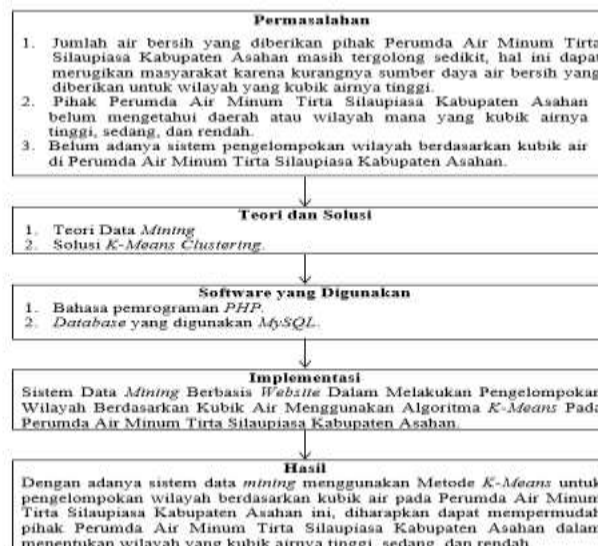 Permasalahan
1. Jumlah air bersih yang diberikan pihak Perumda Air Minum Tirta
Silaupiasa Kabupaten Asahan masih tergolong sedikit, hal ini dapat
merugikan masyarakat karena kurangnya sumber daya air bersih yang
diberikan untuk wilayah yang kubik airnya tinggi.
2. Pihak Perumda Air Minum Tirta Silaupiasa Kabupaten Asahan
belum mengetahui daerah atau wilayah mana yang kubik airnya
tinggi, sedang, dan rendah.
3. Belum adanya sistem pengelompokan wilayah berdasarkan kubik air
di Perumda Air Minum Tirta Silaupiasa Kabupaten Asahan.
Teori dan Solusi
1. Teori Data Mining
2. Solusi K-Means Clustering.
Software yang Digunakan
1. Bahasa pemrograman PHP.
2. Database yang digunakan MySQL.
Implementasi
Sistem Data Mining Berbasis Website Dalam Melakukan Pengelompokan
Wilayah Berdasarkan Kubik Air Menggunakan Algoritma K-Means Pada
Perumda Air Minum Tirta Silaupiasa Kabupaten Asahan.
Hasil
Dengan adanya sistem data mining menggunakan Metode K-Means untuk
pengelompokan wilayah berdasarkan kubik air pada Perumda Air Minum
Tirta Silaupiasa Kabupaten Asahan ini, diharapkan dapat mempermudah
pihak Perumda Air Minum Tirta Silaupiasa Kabupaten Asahan dalam
menentukan wilayah yang kubik airnya tinggi, sedang, dan rendah.